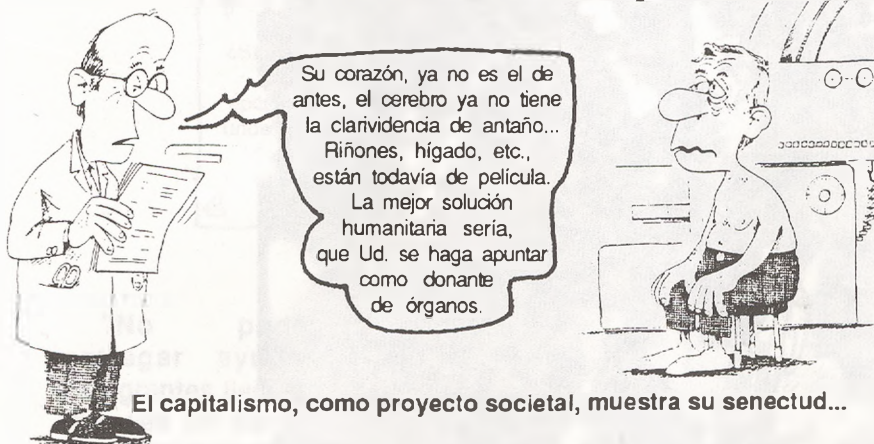 Su corazón, ya no es el de
antes, el cerebro ya no tiene
la clarividencia de antaño...
Riñones, hígado, etc.,
están todavía de película.
La mejor solución
humanitaria sería,
que Ud. se haga apuntar
como donante
de órganos.
El capitalismo, como proyecto societal, muestra su senectud...